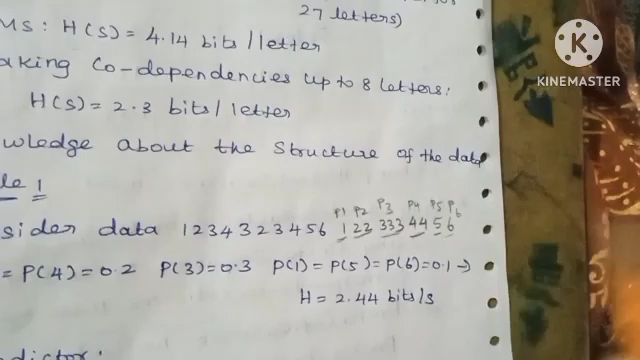 27 letters)
KINEMASTER
MS: H(S) = 4.14 bits/letter
aking Co-dependencies up to 8 letters:
H(S) = 2.3 bits/letter
wledge about the structure of the data
le 1
P1 P2 P3 P4 P5 P6
sider data 1234323456 1 22 333 44 5 6
= P(4)=0.2 P(3)=0.3 P(1)=P(5)=P(6)=0.1→
H = 2.44 bits/s
dictor: